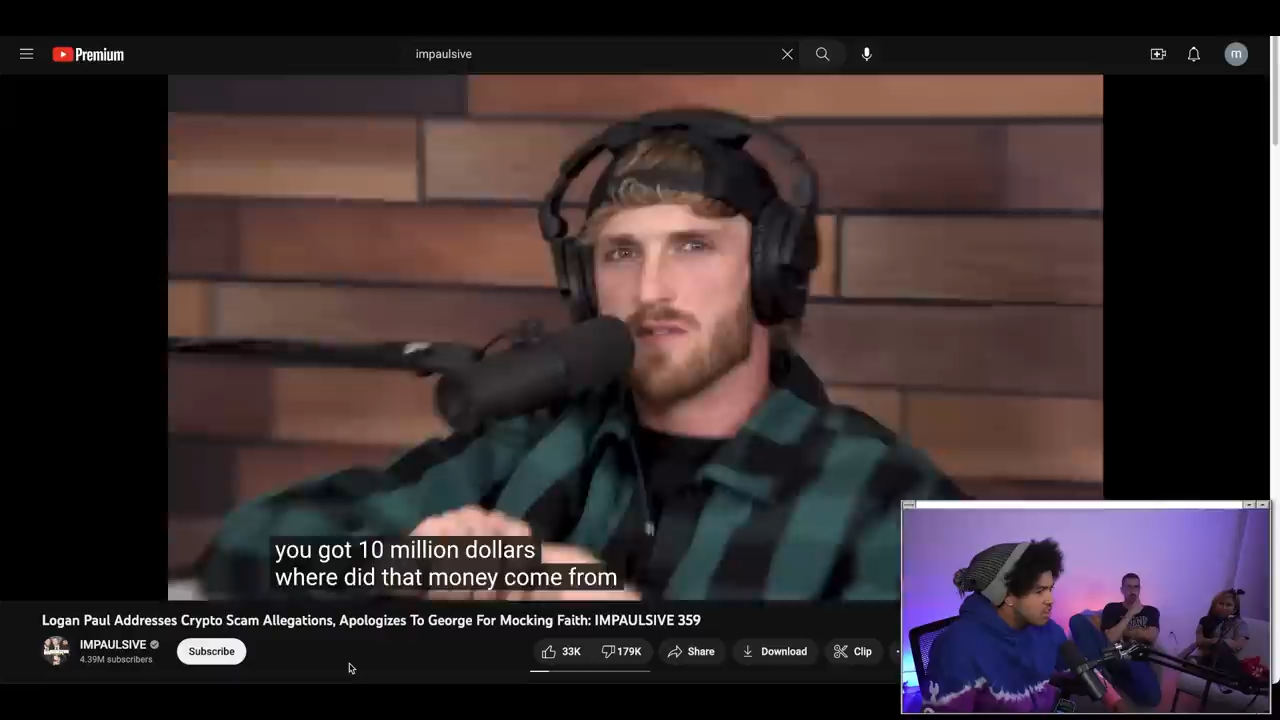 Premium
impaulsive
m
you got 10 million dollars
where did that money come from
Logan Paul Addresses Crypto Scam Allegations, Apologizes To George For Mocking Faith: IMPAULSIVE 359
IMPAULSIVE
4.39M subscribers
Subscribe
33K
179K
Share
Download
Clip